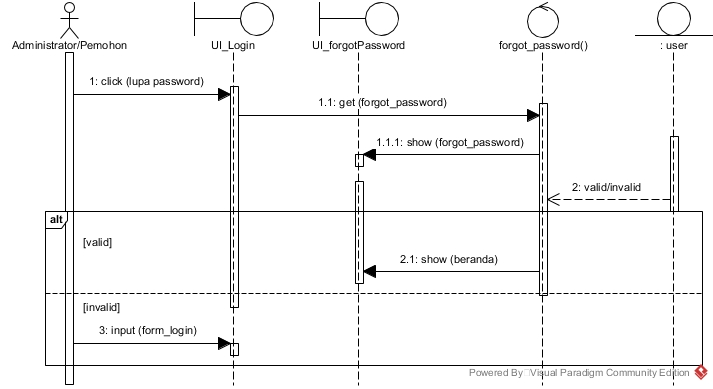 Administrator/Pemohon
UI_Login
UI_forgotPassword
forgot_password()
: user
1: click (lupa password)
1.1: get (forgot_password)
1.1.1: show (forgot_password)
2: valid/invalid
alt
[valid]
2.1: show (beranda)
[invalid]
3: input (form_login)
Powered By Visual Paradigm Community Edition